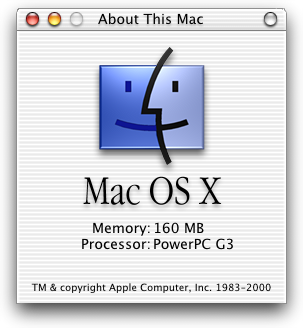 About This Mac
Mac OS X
Memory: 160 MB
Processor: PowerPC G3
TM & copyright Apple Computer, Inc. 1983-2000